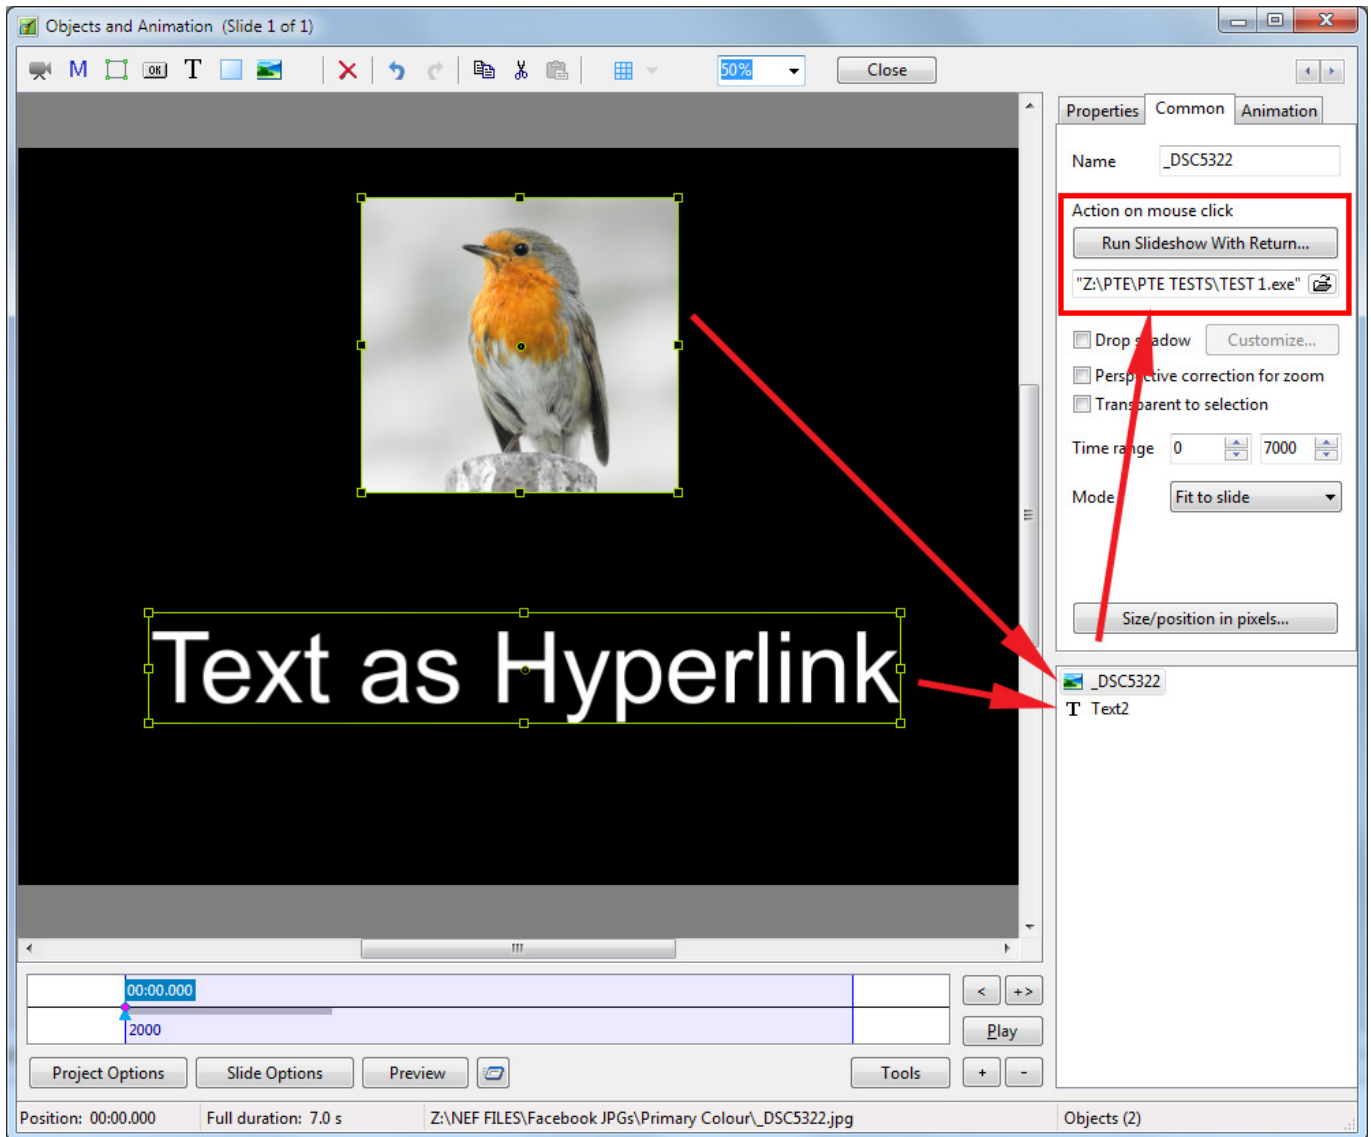 Objects and Animation (Slide 1 of 1)
M OK T 50% Close
Properties Common Animation
Name _DSC5322
Action on mouse click
Run Slideshow With Return...
"Z:\PTE\PTE TESTS\TEST 1.exe"
Drop shadow Customize...
Perspective correction for zoom
Transparent to selection
Time range 0 7000
Mode Fit to slide
Size/position in pixels...
Text as Hyperlink
_DSC5322
T Text2
00:00.000
2000
< +>
Play
Project Options Slide Options Preview Tools + -
Position: 00:00.000 Full duration: 7.0 s Z:\NEF FILES\Facebook JPGs\Primary Colour\_DSC5322.jpg Objects (2)